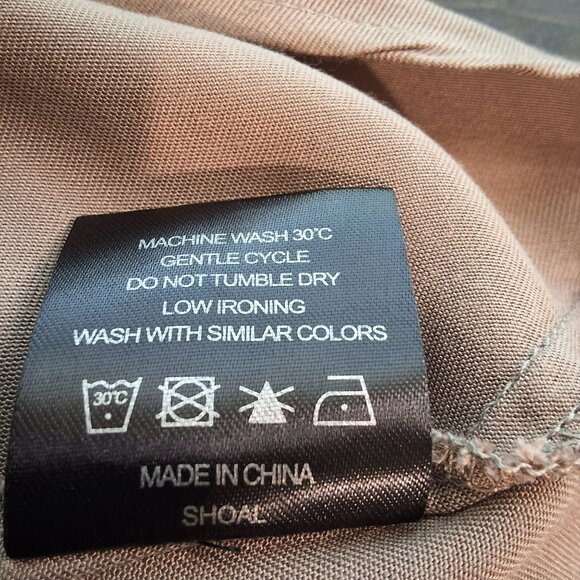 MACHINE WASH 30°C
GENTLE CYCLE
DO NOT TUMBLE DRY
LOW IRONING
WASH WITH SIMILAR COLORS
30°C
MADE IN CHINA
SHOAL